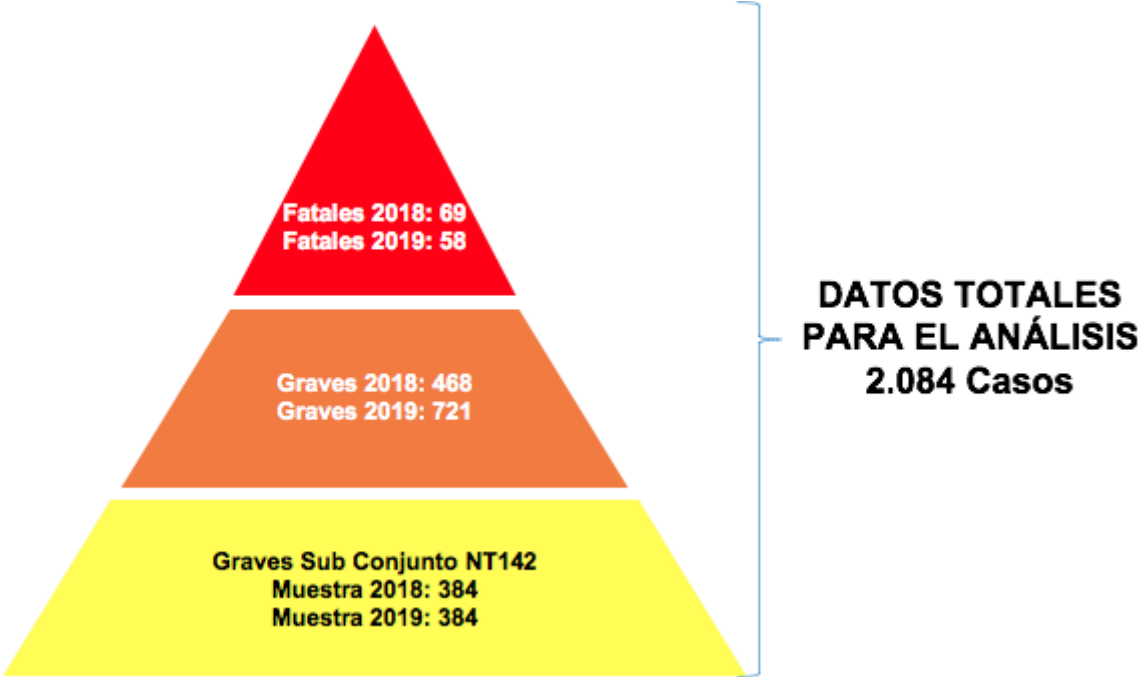 Fatales 2018: 69
Fatales 2019: 58
Graves 2018: 468
Graves 2019: 721
Graves Sub Conjunto NT142
Muestra 2018: 384
Muestra 2019: 384
DATOS TOTALES
PARA EL ANÁLISIS
2.084 Casos